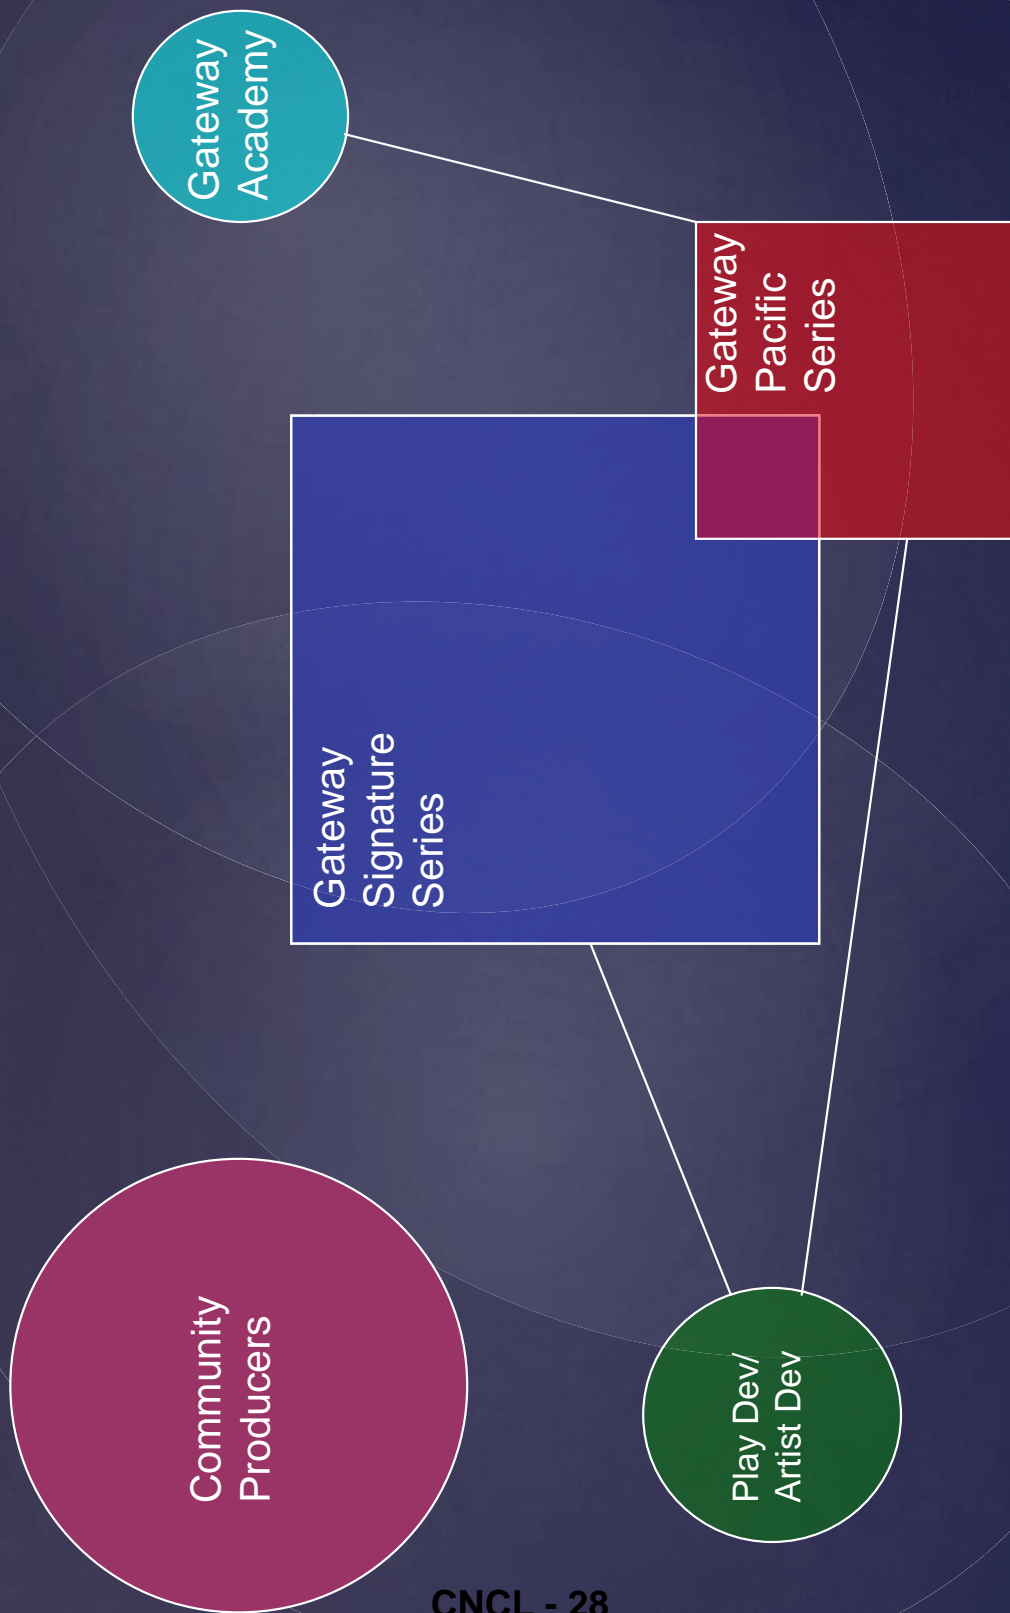 Community
Producers
Gateway
Academy
Gateway
Signature
Series
Gateway
Pacific
Series
Play Dev/
Artist Dev
CNCL - 28